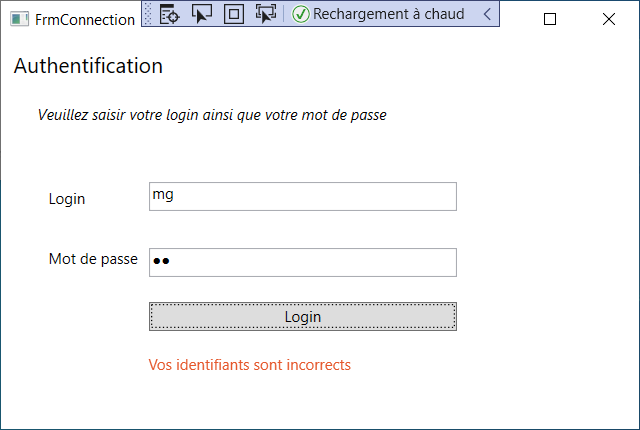 FrmConnection
Rechargement à chaud
Authentification
Veuillez saisir votre login ainsi que votre mot de passe
Login
mg
Mot de passe
••
Login
Vos identifiants sont incorrects